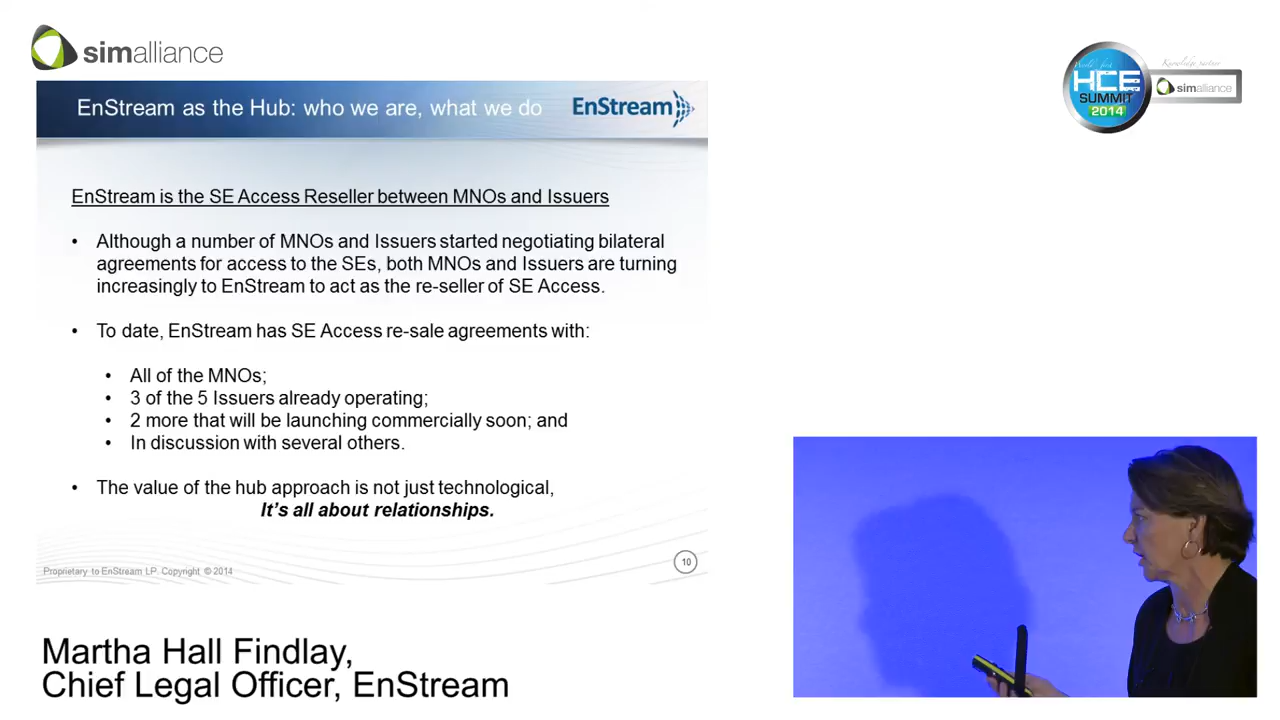 simalliance
World's first
Knowledge partner
HCE
SUMMIT
2014
simalliance
EnStream as the Hub: who we are, what we do
EnStream
EnStream is the SE Access Reseller between MNOs and Issuers
• Although a number of MNOs and Issuers started negotiating bilateral
agreements for access to the SEs, both MNOs and Issuers are turning
increasingly to EnStream to act as the re-seller of SE Access.
• To date, EnStream has SE Access re-sale agreements with:
• All of the MNOs;
• 3 of the 5 Issuers already operating;
• 2 more that will be launching commercially soon; and
• In discussion with several others.
• The value of the hub approach is not just technological,
It's all about relationships.
Proprietary to EnStream LP. Copyright © 2014
10
Martha Hall Findlay,
Chief Legal Officer, EnStream